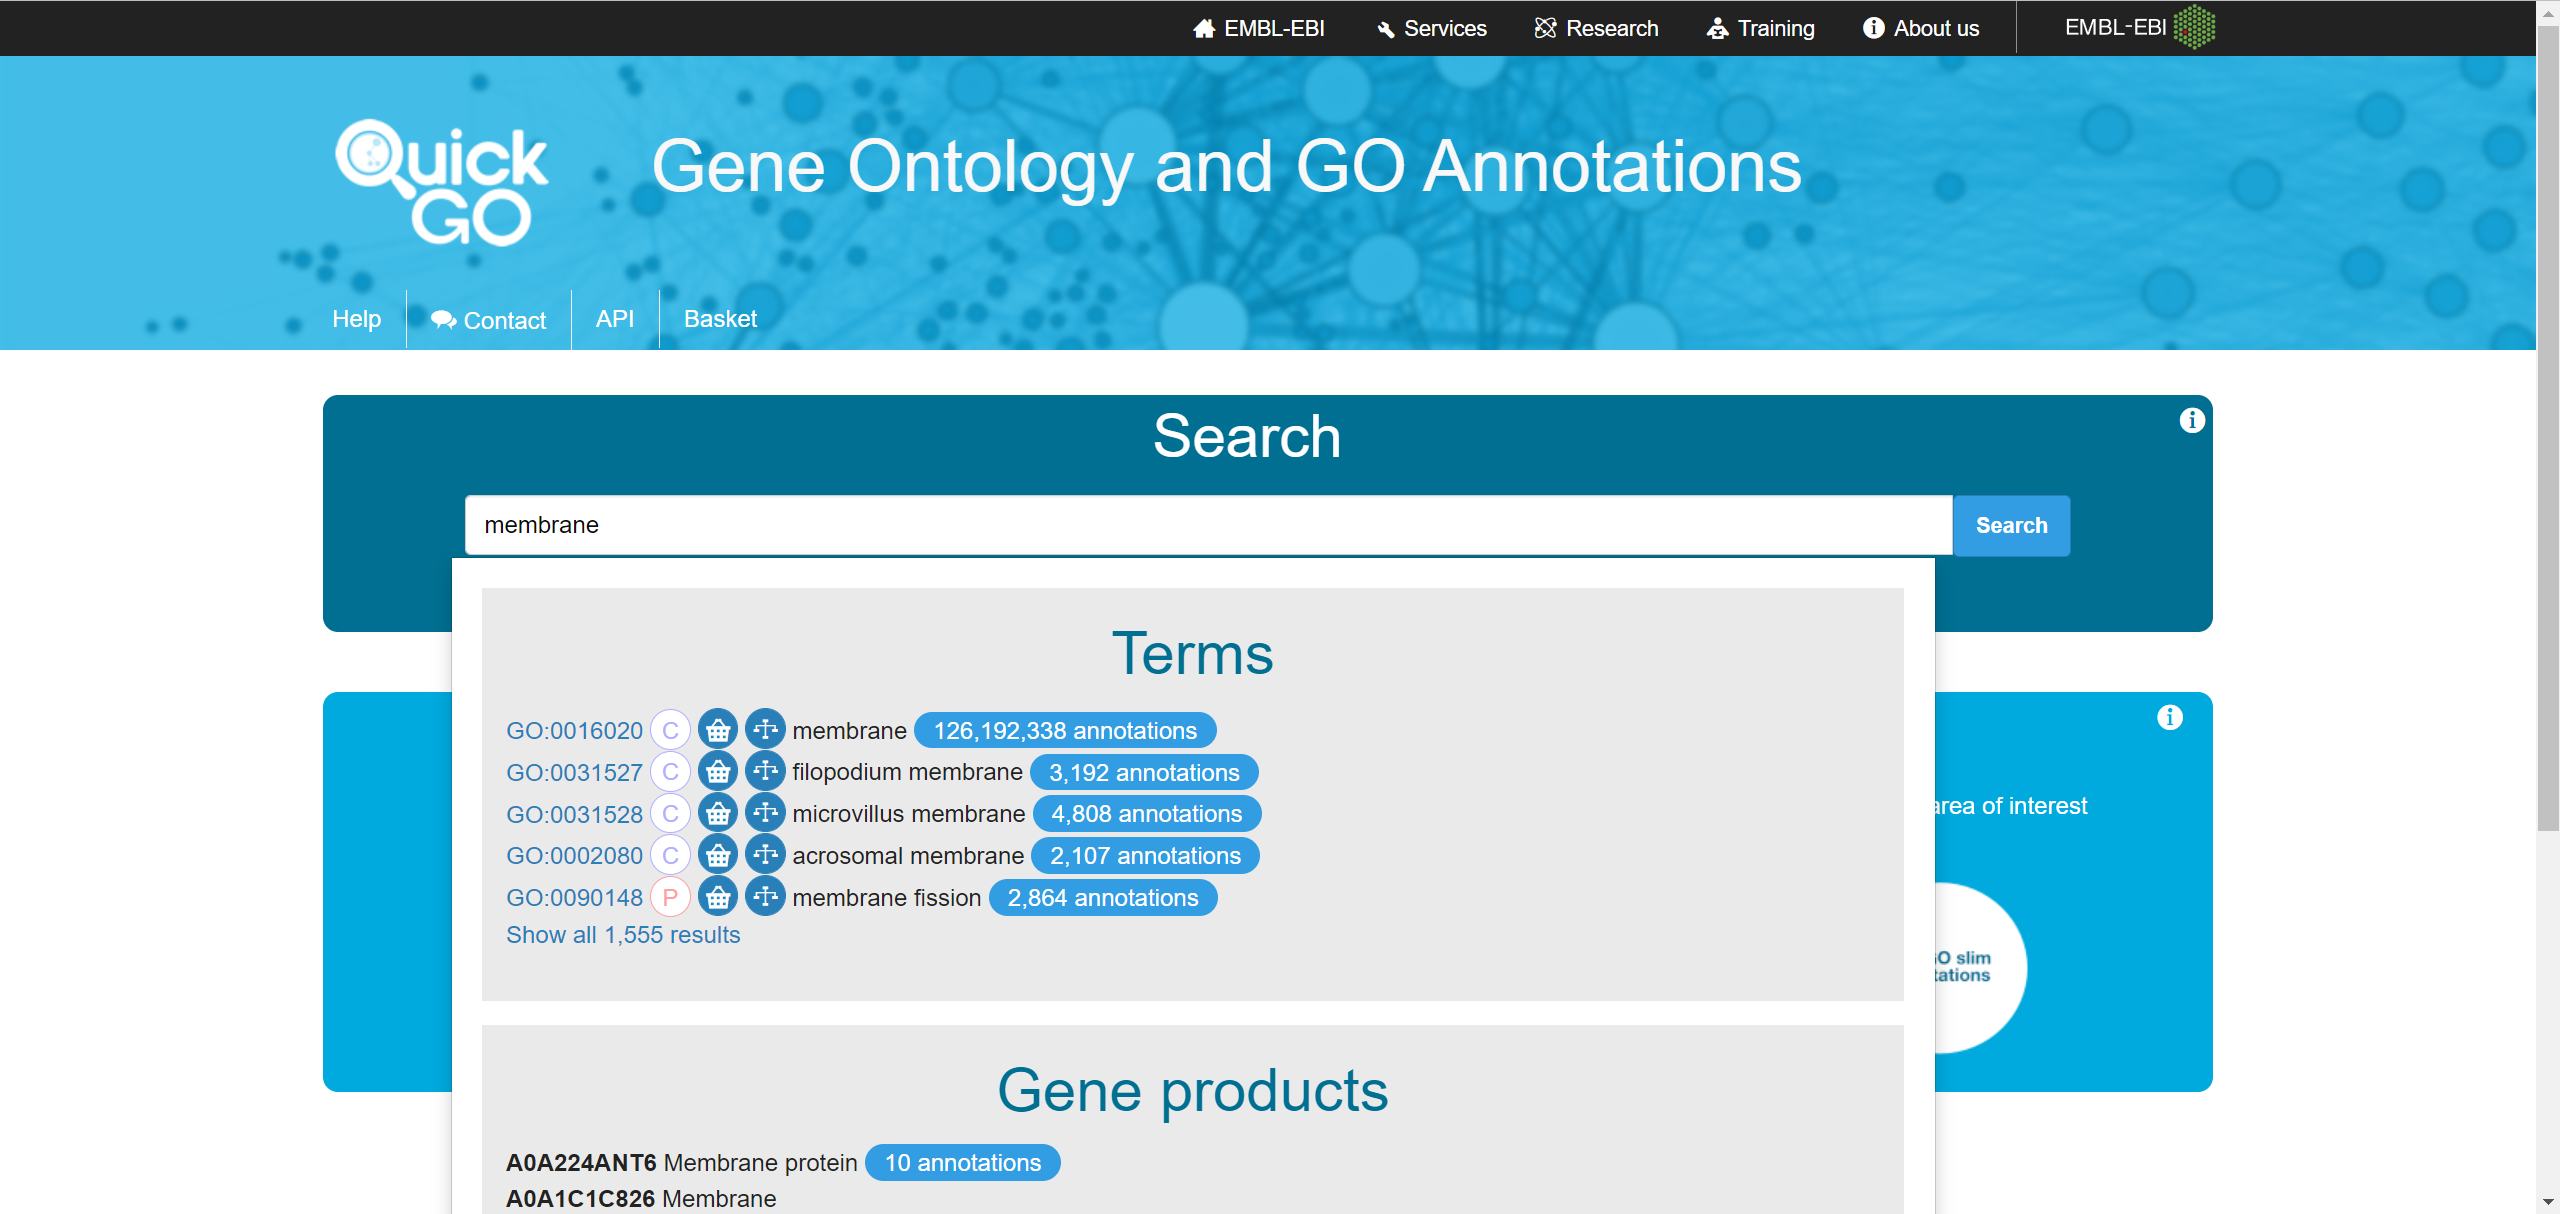 EMBL-EBI Services Research Training About us EMBL-EBI
Quick GO
Gene Ontology and GO Annotations
Help Contact API Basket
Search
membrane Search
Terms
GO:0016020 C membrane 126,192,338 annotations
GO:0031527 C filopodium membrane 3,192 annotations
GO:0031528 C microvillus membrane 4,808 annotations
GO:0002080 C acrosomal membrane 2,107 annotations
GO:0090148 P membrane fission 2,864 annotations
Show all 1,555 results
area of interest
GO slim
Gene products
A0A224ANT6 Membrane protein 10 annotations
A0A1C1C826 Membrane